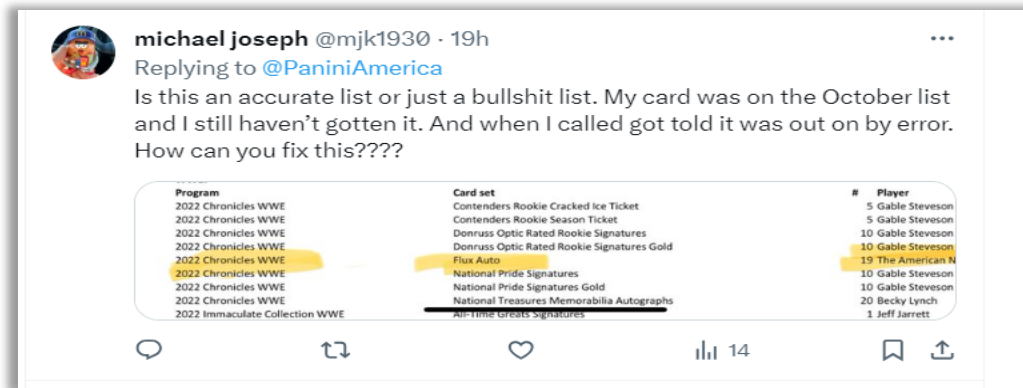 michael joseph @mjk1930 · 19h
Replying to @PaniniAmerica
Is this an accurate list or just a bullshit list. My card was on the October list
and I still haven’t gotten it. And when I called got told it was out on by error.
How can you fix this????
Program Card set # Player
2022 Chronicles WWE Contenders Rookie Cracked Ice Ticket 5 Gable Steveson
2022 Chronicles WWE Contenders Rookie Season Ticket 5 Gable Steveson
2022 Chronicles WWE Donruss Optic Rated Rookie Signatures 10 Gable Steveson
2022 Chronicles WWE Donruss Optic Rated Rookie Signatures Gold 10 Gable Steveson
2022 Chronicles WWE Flux Auto 19 The American N
2022 Chronicles WWE National Pride Signatures 10 Gable Steveson
2022 Chronicles WWE National Pride Signatures Gold 10 Gable Steveson
2022 Chronicles WWE National Treasures Memorabilia Autographs 20 Becky Lynch
2022 Immaculate Collection WWE All-Time Greats Signatures 1 Jeff Jarrett
14